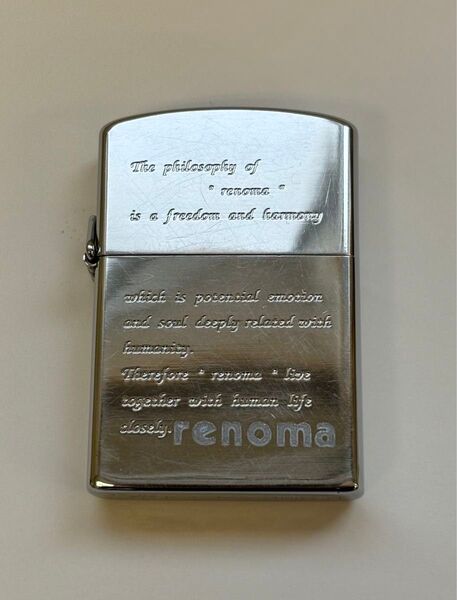 The philosophy of
" renoma "
is a freedom and harmony
which is potential emotion
and soul deeply related with
humanity.
Therefore " renoma " live
together with human life
closely. renoma